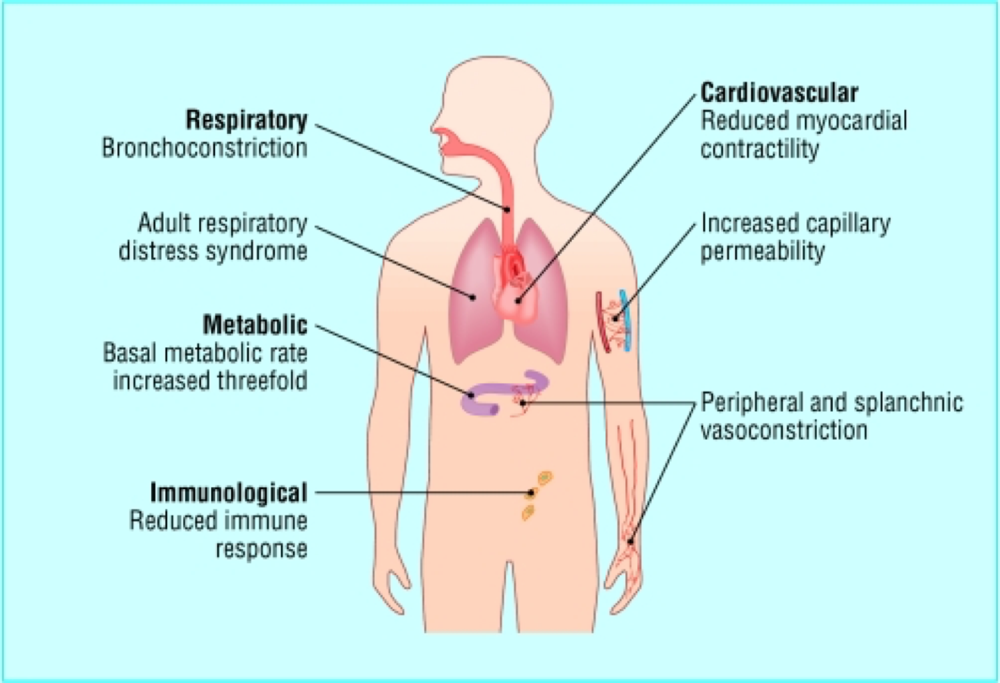 Respiratory
Bronchoconstriction
Adult respiratory
distress syndrome
Metabolic
Basal metabolic rate
increased threefold
Immunological
Reduced immune
response
Cardiovascular
Reduced myocardial
contractility
Increased capillary
permeability
Peripheral and splanchnic
vasoconstriction